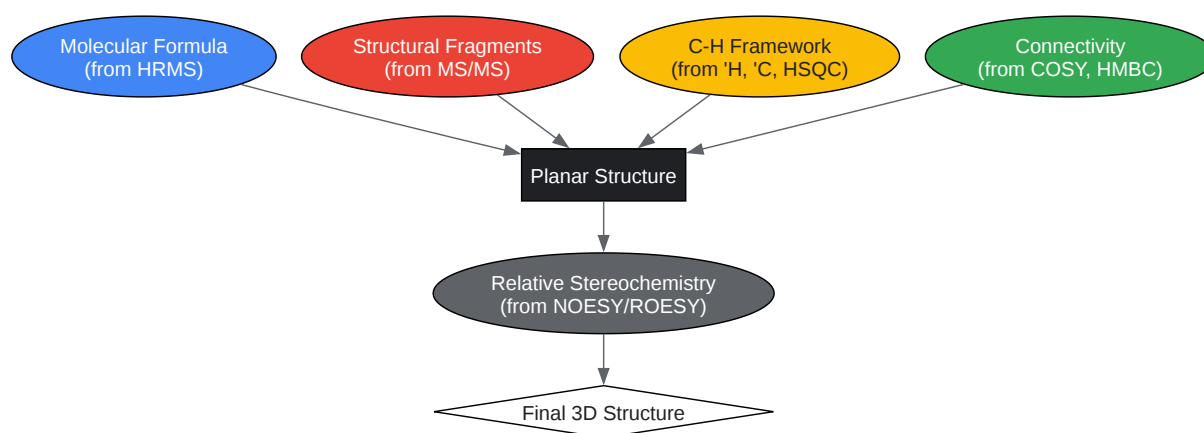 Molecular Formula
(from HRMS)
Structural Fragments
(from MS/MS)
C-H Framework
(from 'H, 'C, HSQC)
Connectivity
(from COSY, HMBC)
Planar Structure
Relative Stereochemistry
(from NOESY/ROESY)
Final 3D Structure